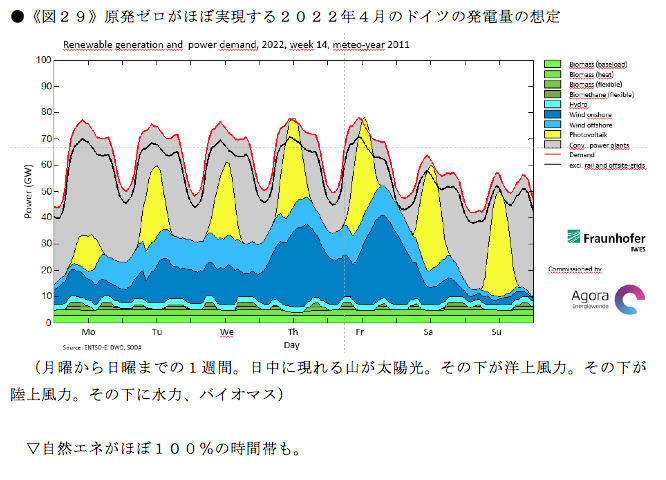 ●《図２９》原発ゼロがほぼ実現する２０２２年４月のドイツの発電量の想定
Renewable generation and power demand, 2022, week 14, meteo-year 2011
100
90
80
70
60
50
40
30
20
10
0
Power (GW)
Mo Tu We Th Fr Sa Su
Day
Source: ENTSO-E, DWD, SODA
Biomass (baseload)
Biomass (heat)
Biomass (flexible)
Biomethane (flexible)
Hydro
Wind onshore
Wind offshore
Photovoltaik
Conv. power plants
Demand
excl. rail and offsite-grids
Fraunhofer
IWES
Commissioned by
Agora
Energiewende
（月曜から日曜までの１週間。日中に現れる山が太陽光。その下が洋上風力。その下が
陸上風力。その下に水力、バイオマス）
▽自然エネがほぼ１００％の時間帯も。